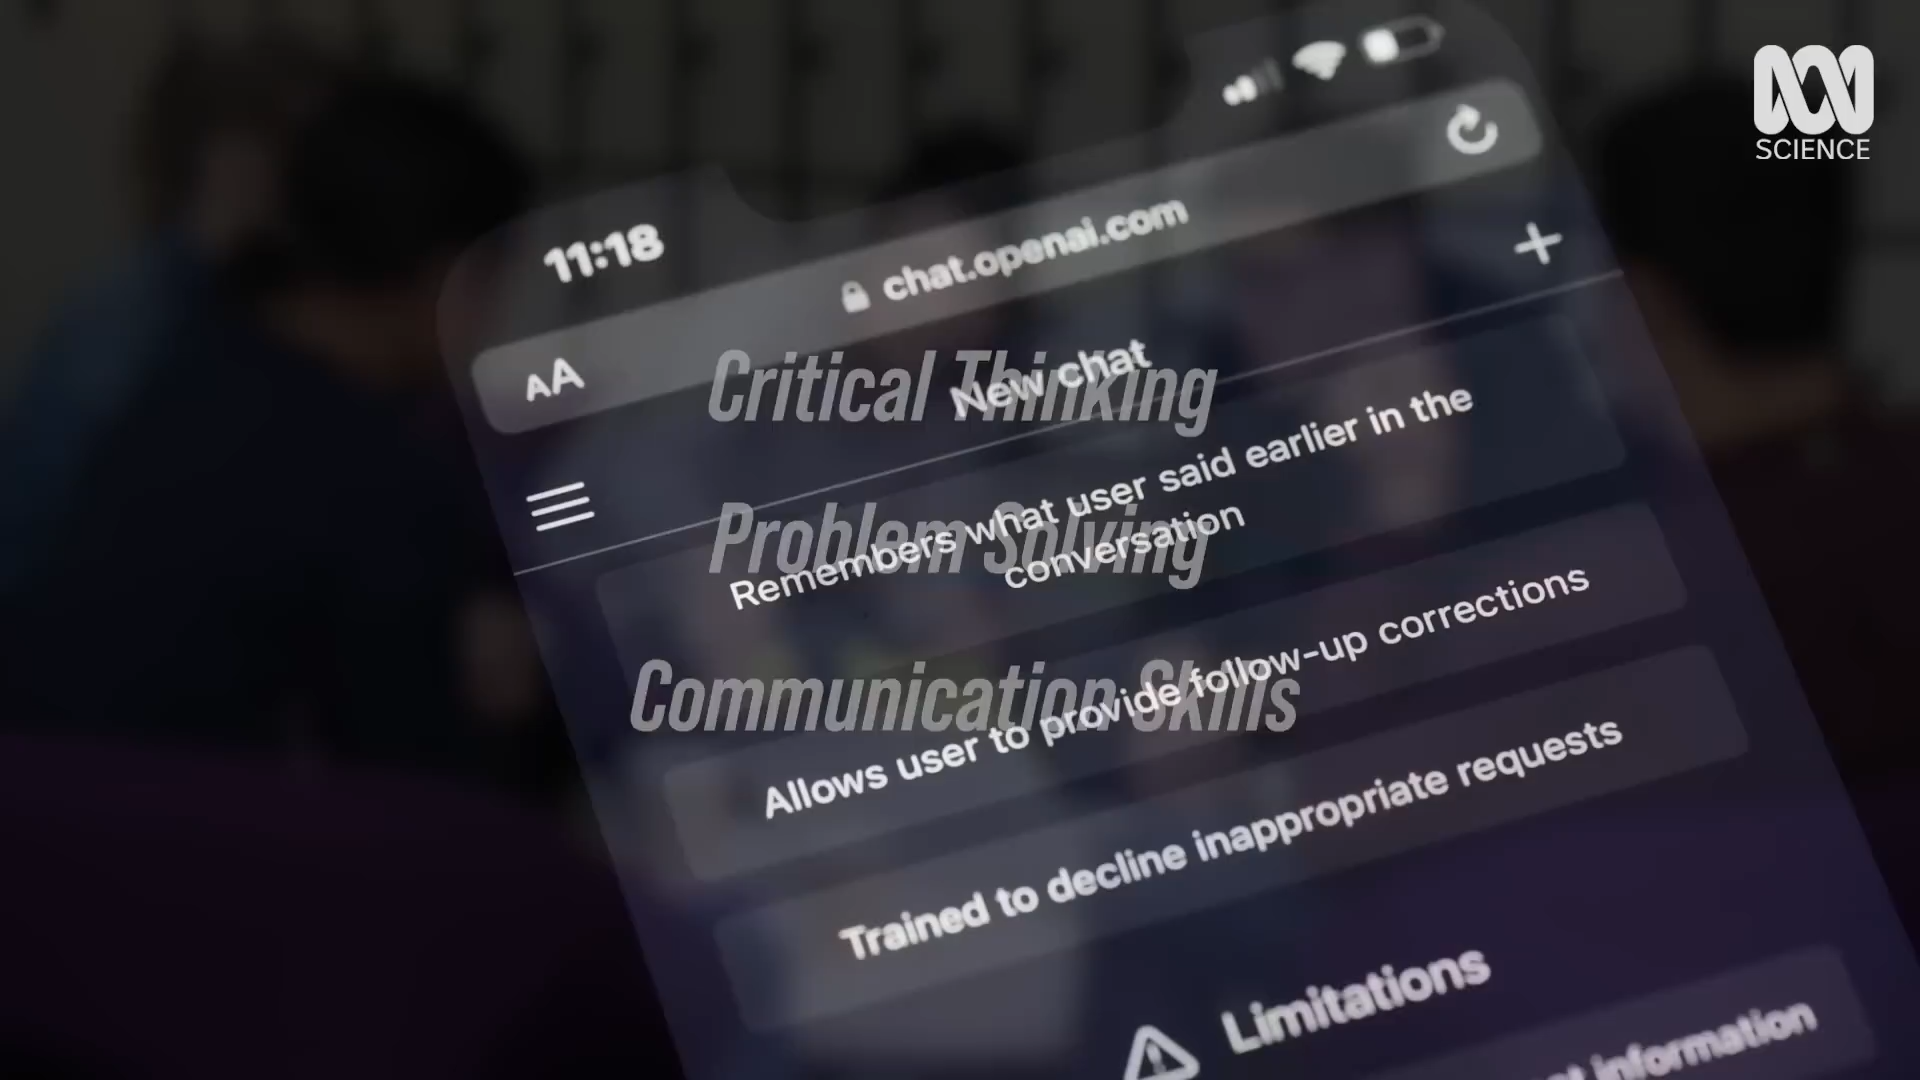 SCIENCE
11:18
AA
chat.openai.com
New chat
Critical Thinking
Remembers what user said earlier in the
conversation
Problem Solving
Allows user to provide follow-up corrections
Communication Skills
Trained to decline inappropriate requests
Limitations
information